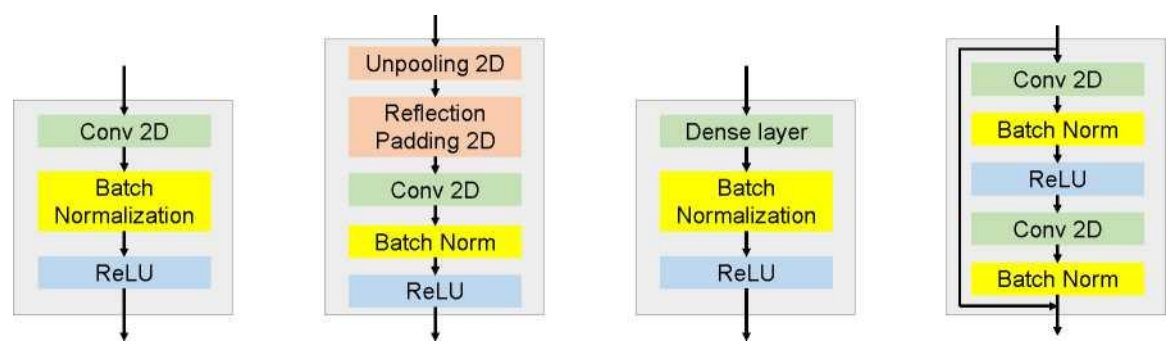 Conv 2D
Batch
Normalization
ReLU
Unpooling 2D
Reflection
Padding 2D
Conv 2D
Batch Norm
ReLU
Dense layer
Batch
Normalization
ReLU
Conv 2D
Batch Norm
ReLU
Conv 2D
Batch Norm